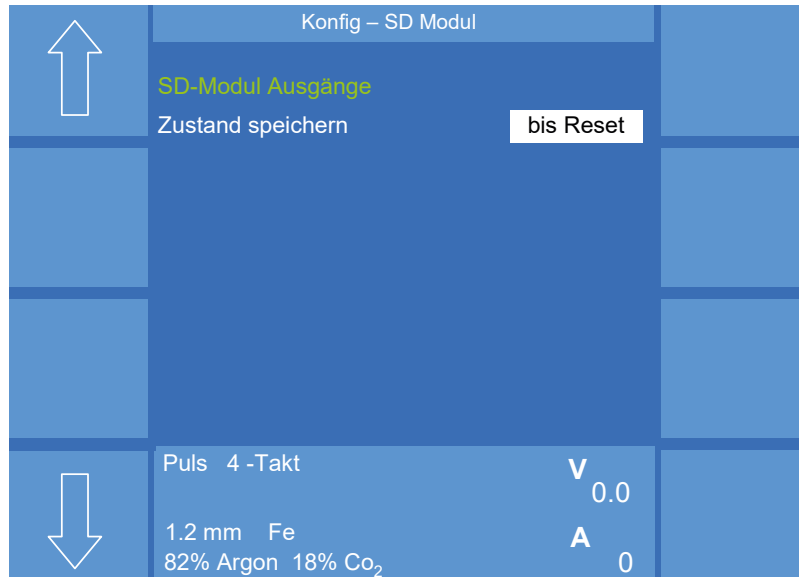 Konfig – SD Modul
SD-Modul Ausgänge
Zustand speichern bis Reset
Puls 4 -Takt V
0.0
1.2 mm Fe A
82% Argon 18% Co₂ 0